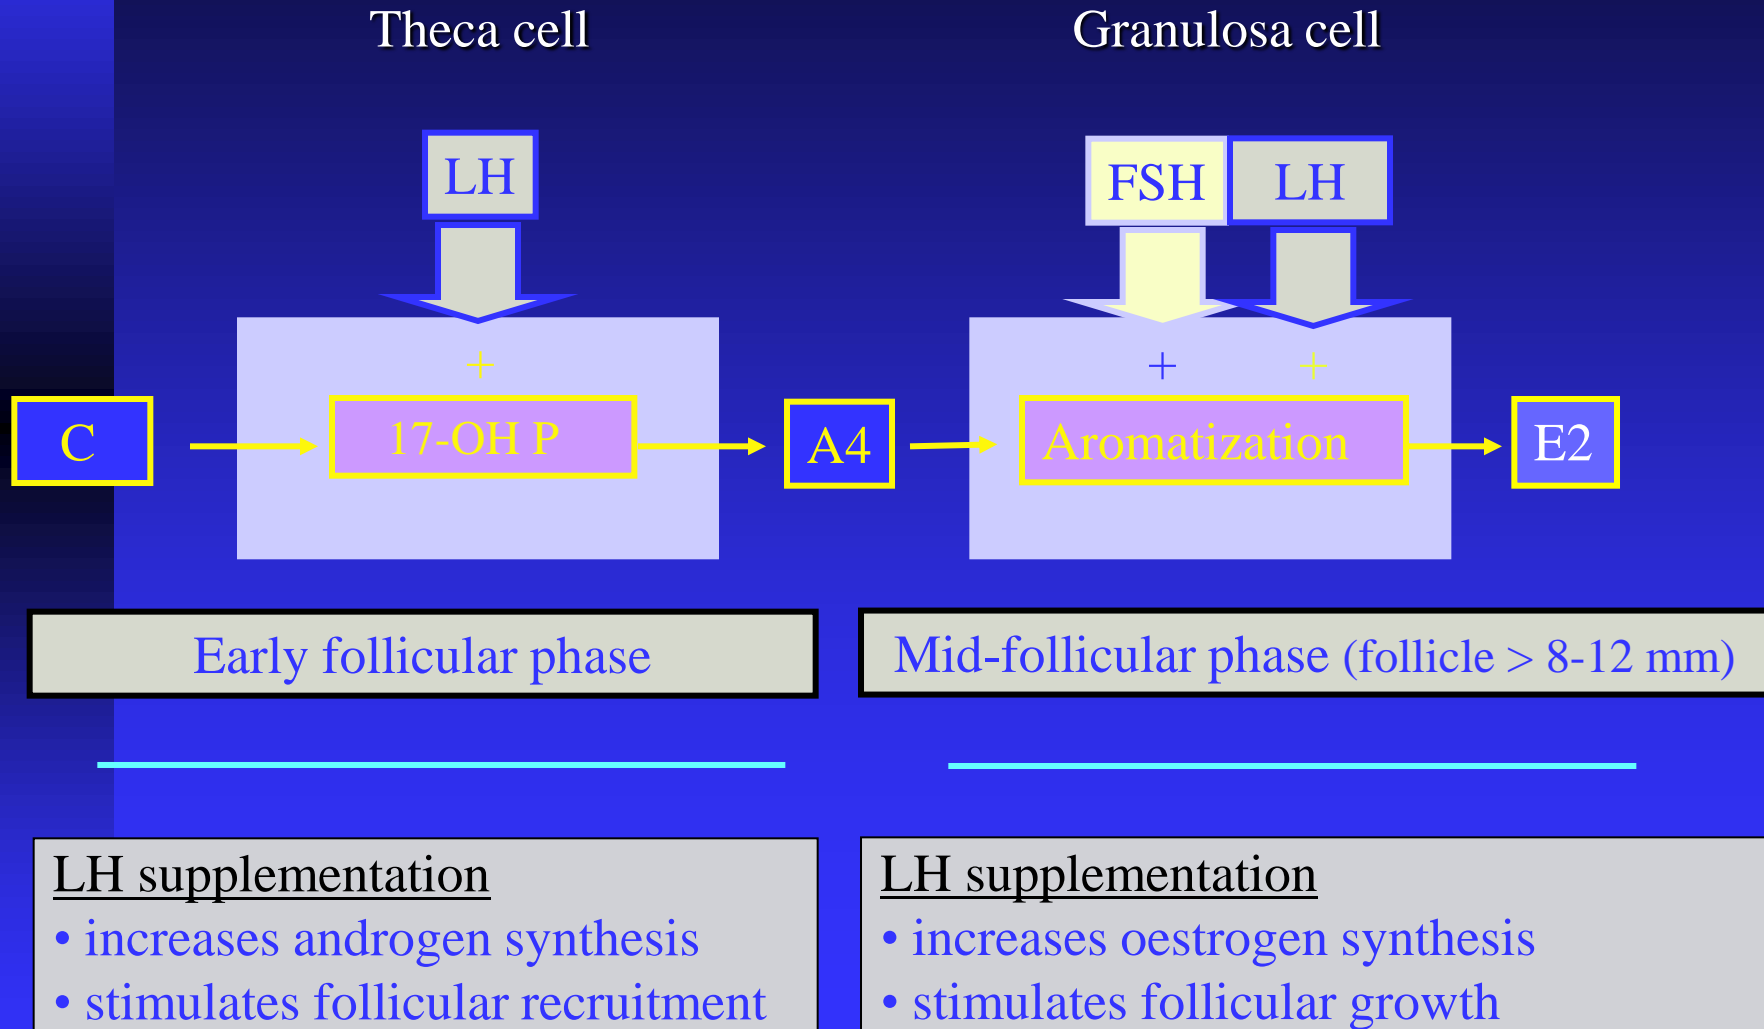 Theca cell
Granulosa cell
LH
FSH
LH
+
+
+
C
17-OH P
A4
Aromatization
E2
Early follicular phase
Mid-follicular phase (follicle > 8-12 mm)
LH supplementation
• increases androgen synthesis
• stimulates follicular recruitment
LH supplementation
• increases oestrogen synthesis
• stimulates follicular growth